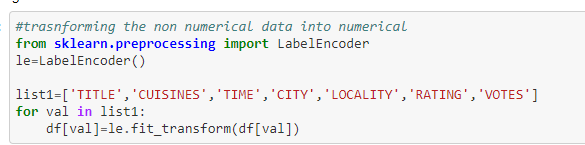 #trasnforming the non numerical data into numerical
from sklearn.preprocessing import LabelEncoder
le=LabelEncoder()
list1=['TITLE','CUISINES','TIME','CITY','LOCALITY','RATING','VOTES']
for val in list1:
    df[val]=le.fit_transform(df[val])